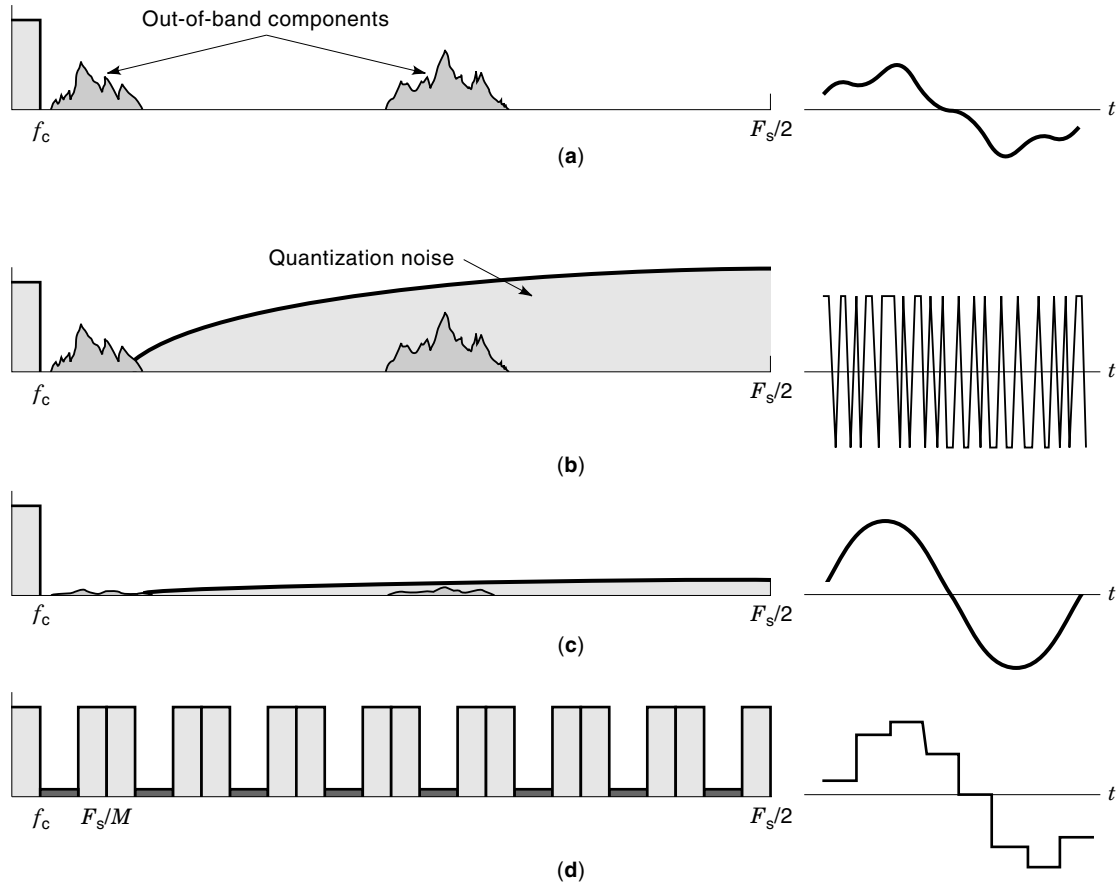 Out-of-band components
f_c F_s/2 t
(a)
Quantization noise
f_c F_s/2 t
(b)
f_c F_s/2 t
(c)
f_c F_s/M F_s/2 t
(d)